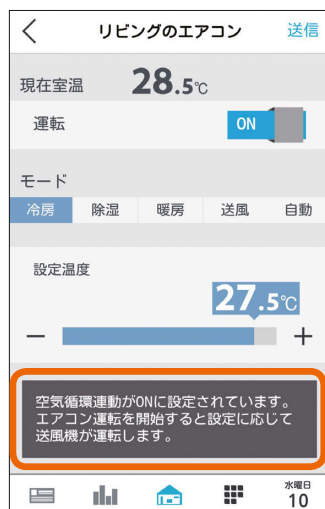 リビングのエアコン 送信
現在室温 28.5℃
運転 ON
モード
冷房 除湿 暖房 送風 自動
設定温度
27.5℃
− +
空気循環連動がONに設定されています。
エアコン運転を開始すると設定に応じて
送風機が運転します。
水曜日
10